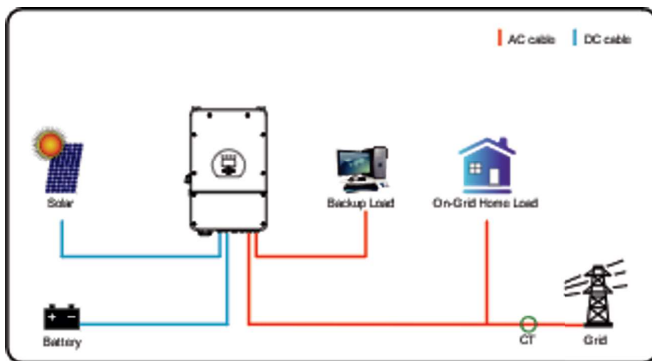 AC cable DC cable
Solar
Backup Load
On-Grid Home Load
Battery
CT
Grid